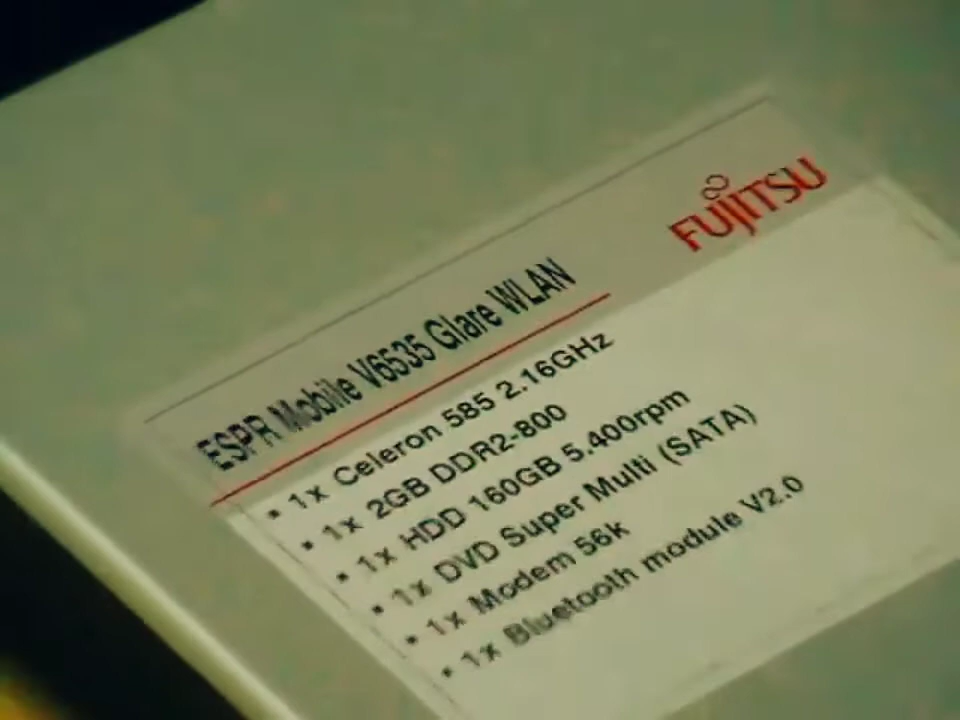 FUJITSU
ESPR Mobile V6535 Glare WLAN
• 1x Celeron 585 2.16GHz
• 1x 2GB DDR2-800
• 1x HDD 160GB 5.400rpm
• 1x DVD Super Multi (SATA)
• 1x Modem 56k
• 1x Bluetooth module V2.0